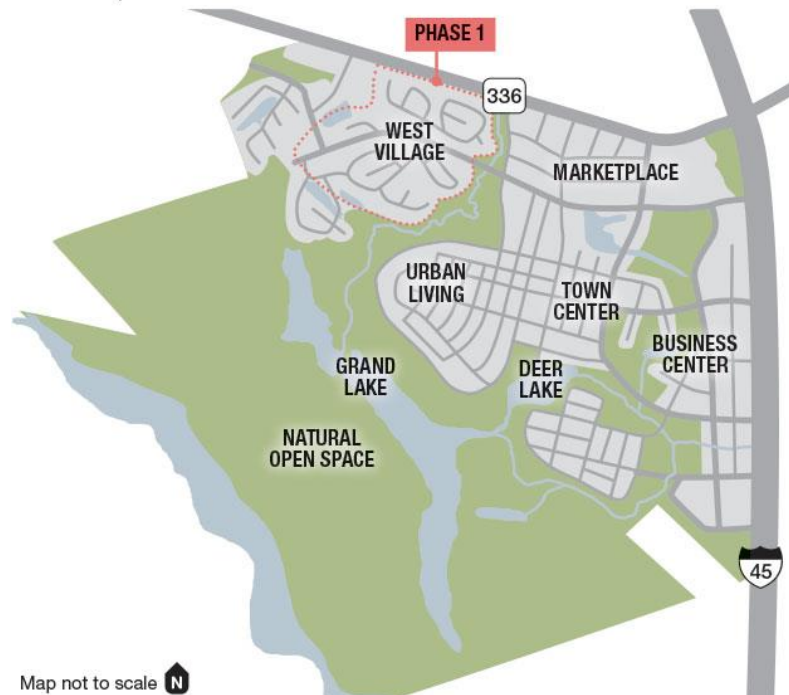 PHASE 1
336
WEST
VILLAGE
MARKETPLACE
URBAN
LIVING
TOWN
CENTER
BUSINESS
CENTER
GRAND
LAKE
DEER
LAKE
NATURAL
OPEN SPACE
45
Map not to scale N